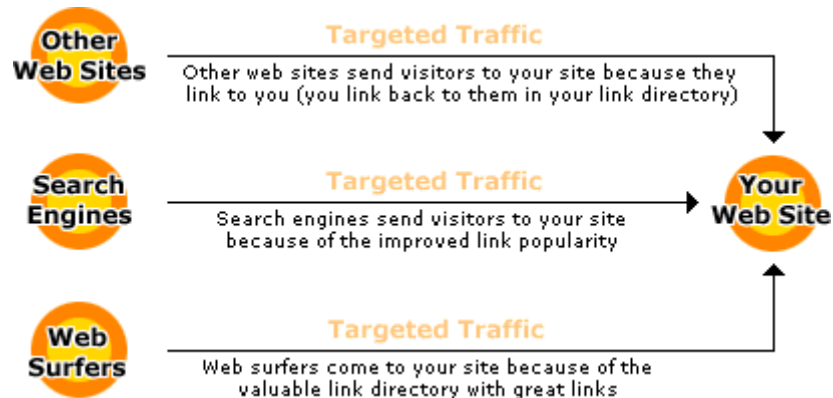 Other
Web Sites
Targeted Traffic
Other web sites send visitors to your site because they
link to you (you link back to them in your link directory)
Search
Engines
Targeted Traffic
Search engines send visitors to your site
because of the improved link popularity
Your
Web Site
Web
Surfers
Targeted Traffic
Web surfers come to your site because of the
valuable link directory with great links